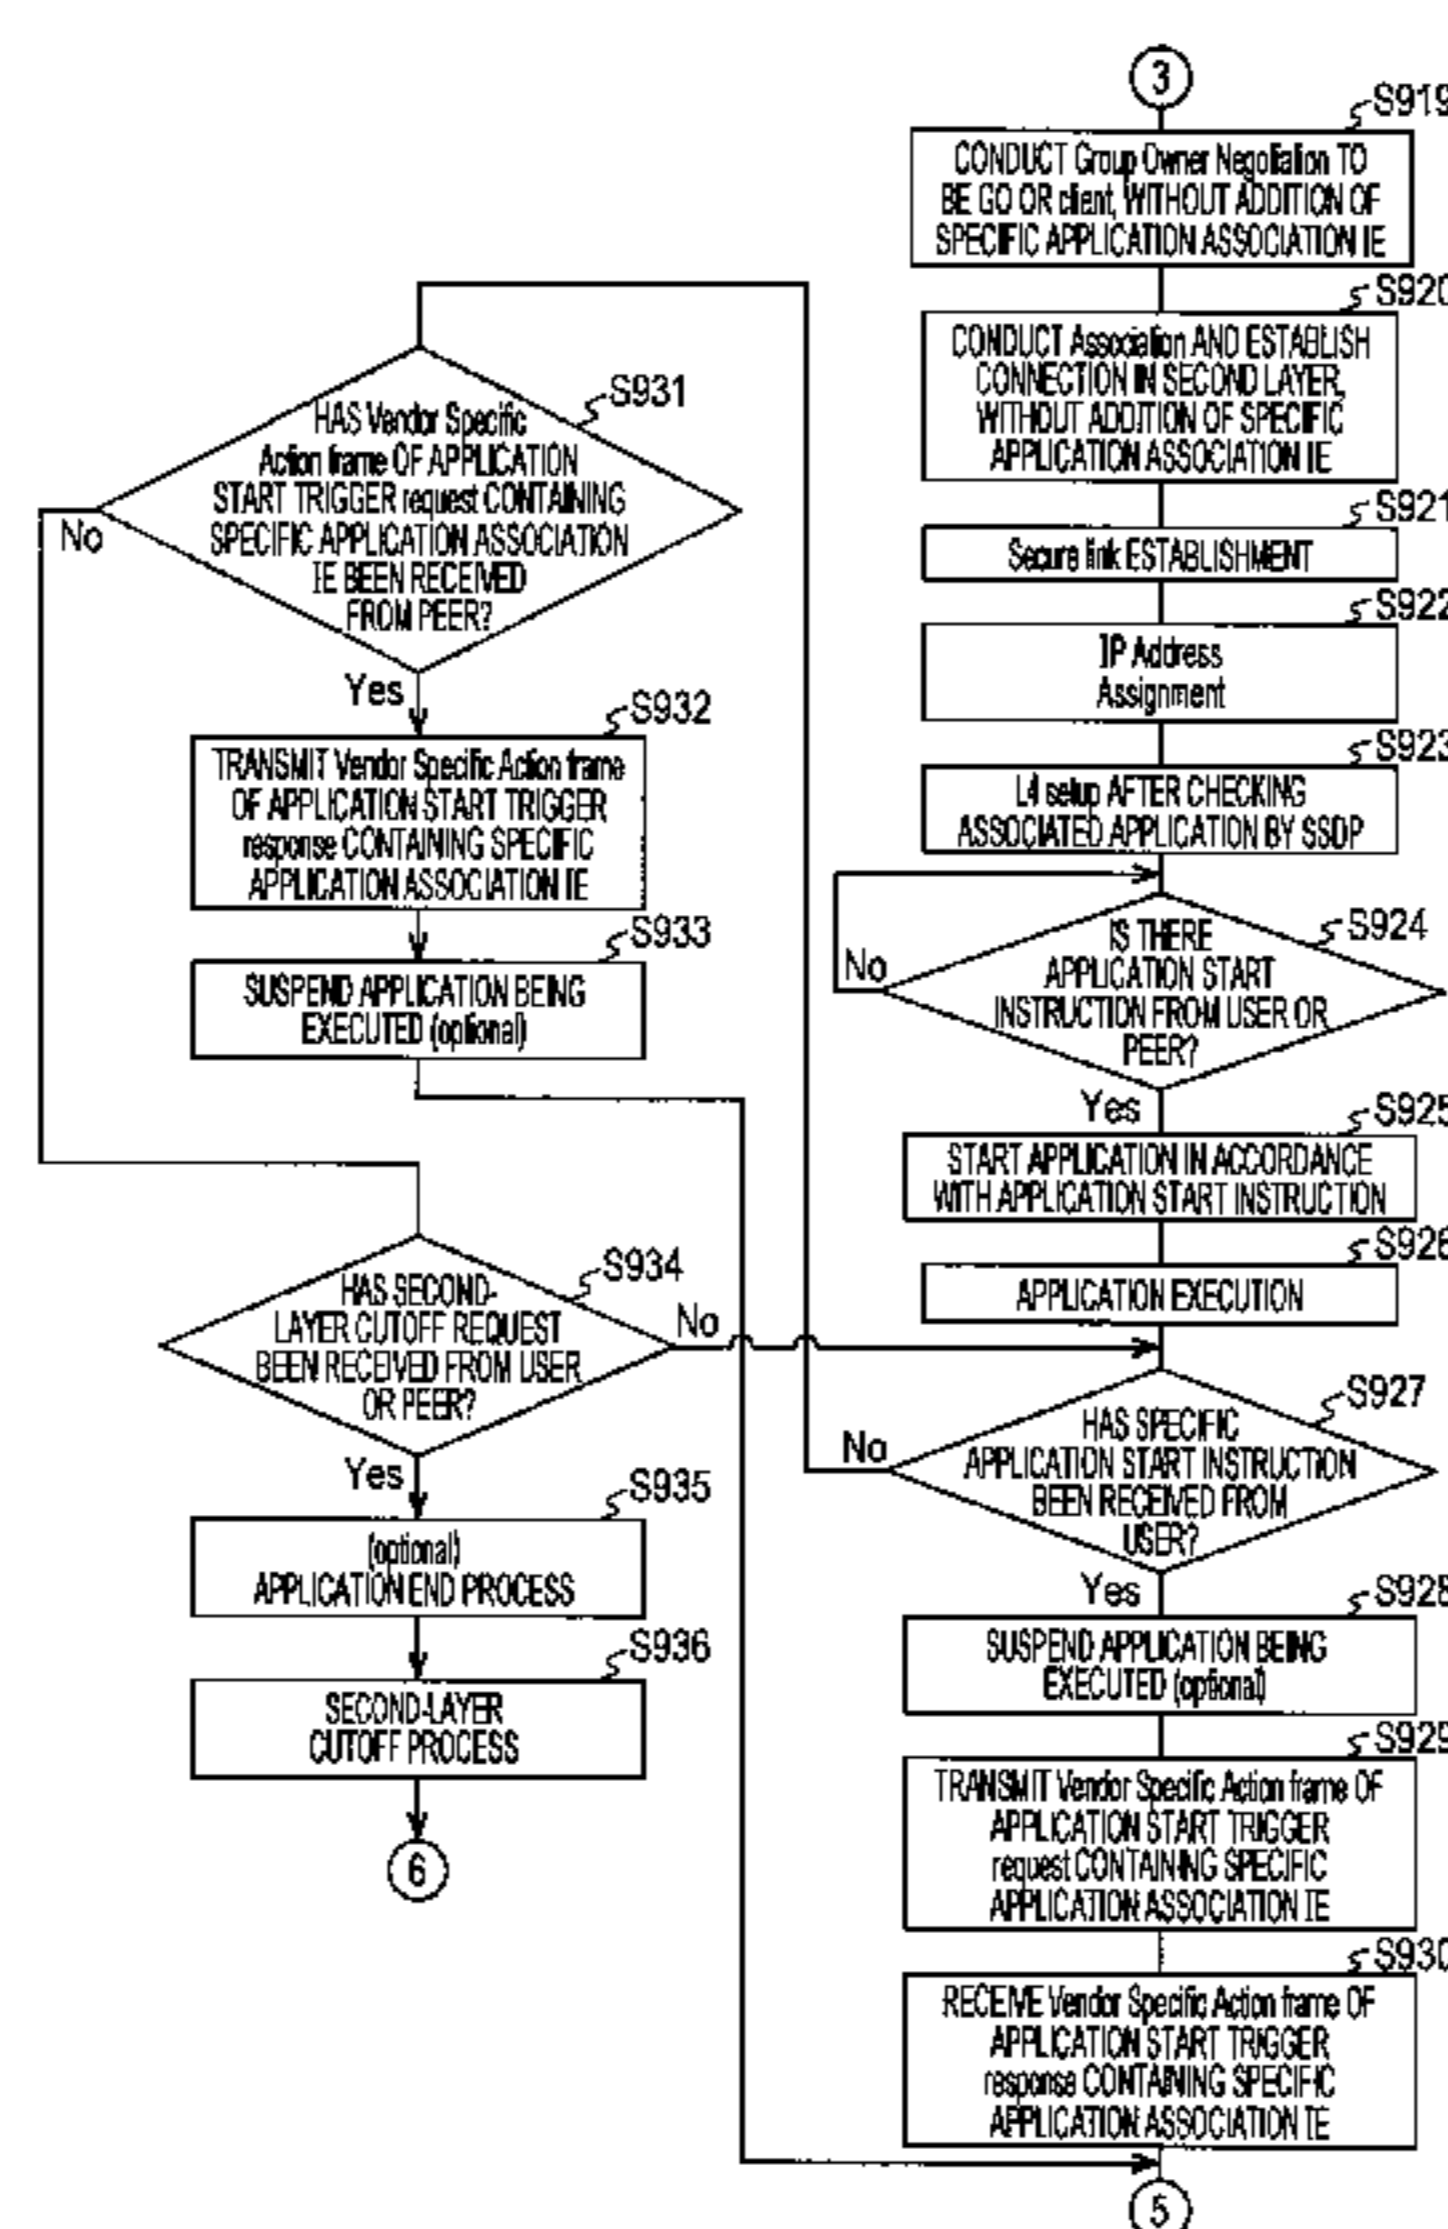 3
S919
CONDUCT Group Owner Negotiation TO
BE GO OR client, WITHOUT ADDITION OF
SPECIFIC APPLICATION ASSOCIATION IE
S920
CONDUCT Association AND ESTABLISH
CONNECTION IN SECOND LAYER,
WITHOUT ADDITION OF SPECIFIC
APPLICATION ASSOCIATION IE
S921
Secure link ESTABLISHMENT
S922
IP Address
Assignment
S923
L4 setup AFTER CHECKING
ASSOCIATED APPLICATION BY SSDP
S924
IS THERE
APPLICATION START
INSTRUCTION FROM USER OR
PEER?
No
Yes
S925
START APPLICATION IN ACCORDANCE
WITH APPLICATION START INSTRUCTION
S926
APPLICATION EXECUTION
S927
HAS SPECIFIC
APPLICATION START INSTRUCTION
BEEN RECEIVED FROM
USER?
No
Yes
S928
SUSPEND APPLICATION BEING
EXECUTED (optional)
S929
TRANSMIT Vendor Specific Action frame OF
APPLICATION START TRIGGER
request CONTAINING SPECIFIC
APPLICATION ASSOCIATION IE
S930
RECEIVE Vendor Specific Action frame OF
APPLICATION START TRIGGER
response CONTAINING SPECIFIC
APPLICATION ASSOCIATION IE
5
S931
HAS Vendor Specific
Action frame OF APPLICATION
START TRIGGER request CONTAINING
SPECIFIC APPLICATION ASSOCIATION
IE BEEN RECEIVED
FROM PEER?
No
Yes
S932
TRANSMIT Vendor Specific Action frame
OF APPLICATION START TRIGGER
response CONTAINING SPECIFIC
APPLICATION ASSOCIATION IE
S933
SUSPEND APPLICATION BEING
EXECUTED (optional)
S934
HAS SECOND-
LAYER CUTOFF REQUEST
BEEN RECEIVED FROM USER
OR PEER?
No
Yes
S935
(optional)
APPLICATION END PROCESS
S936
SECOND-LAYER
CUTOFF PROCESS
6